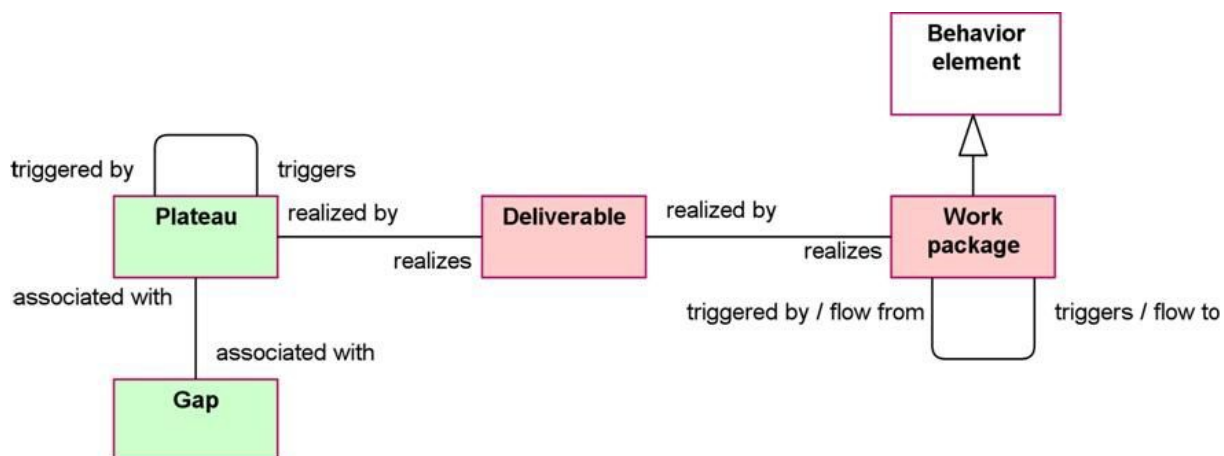 Behavior
element
triggered by
triggers
Plateau
realized by
realizes
Deliverable
realized by
realizes
Work
package
associated with
associated with
triggered by / flow from
triggers / flow to
Gap